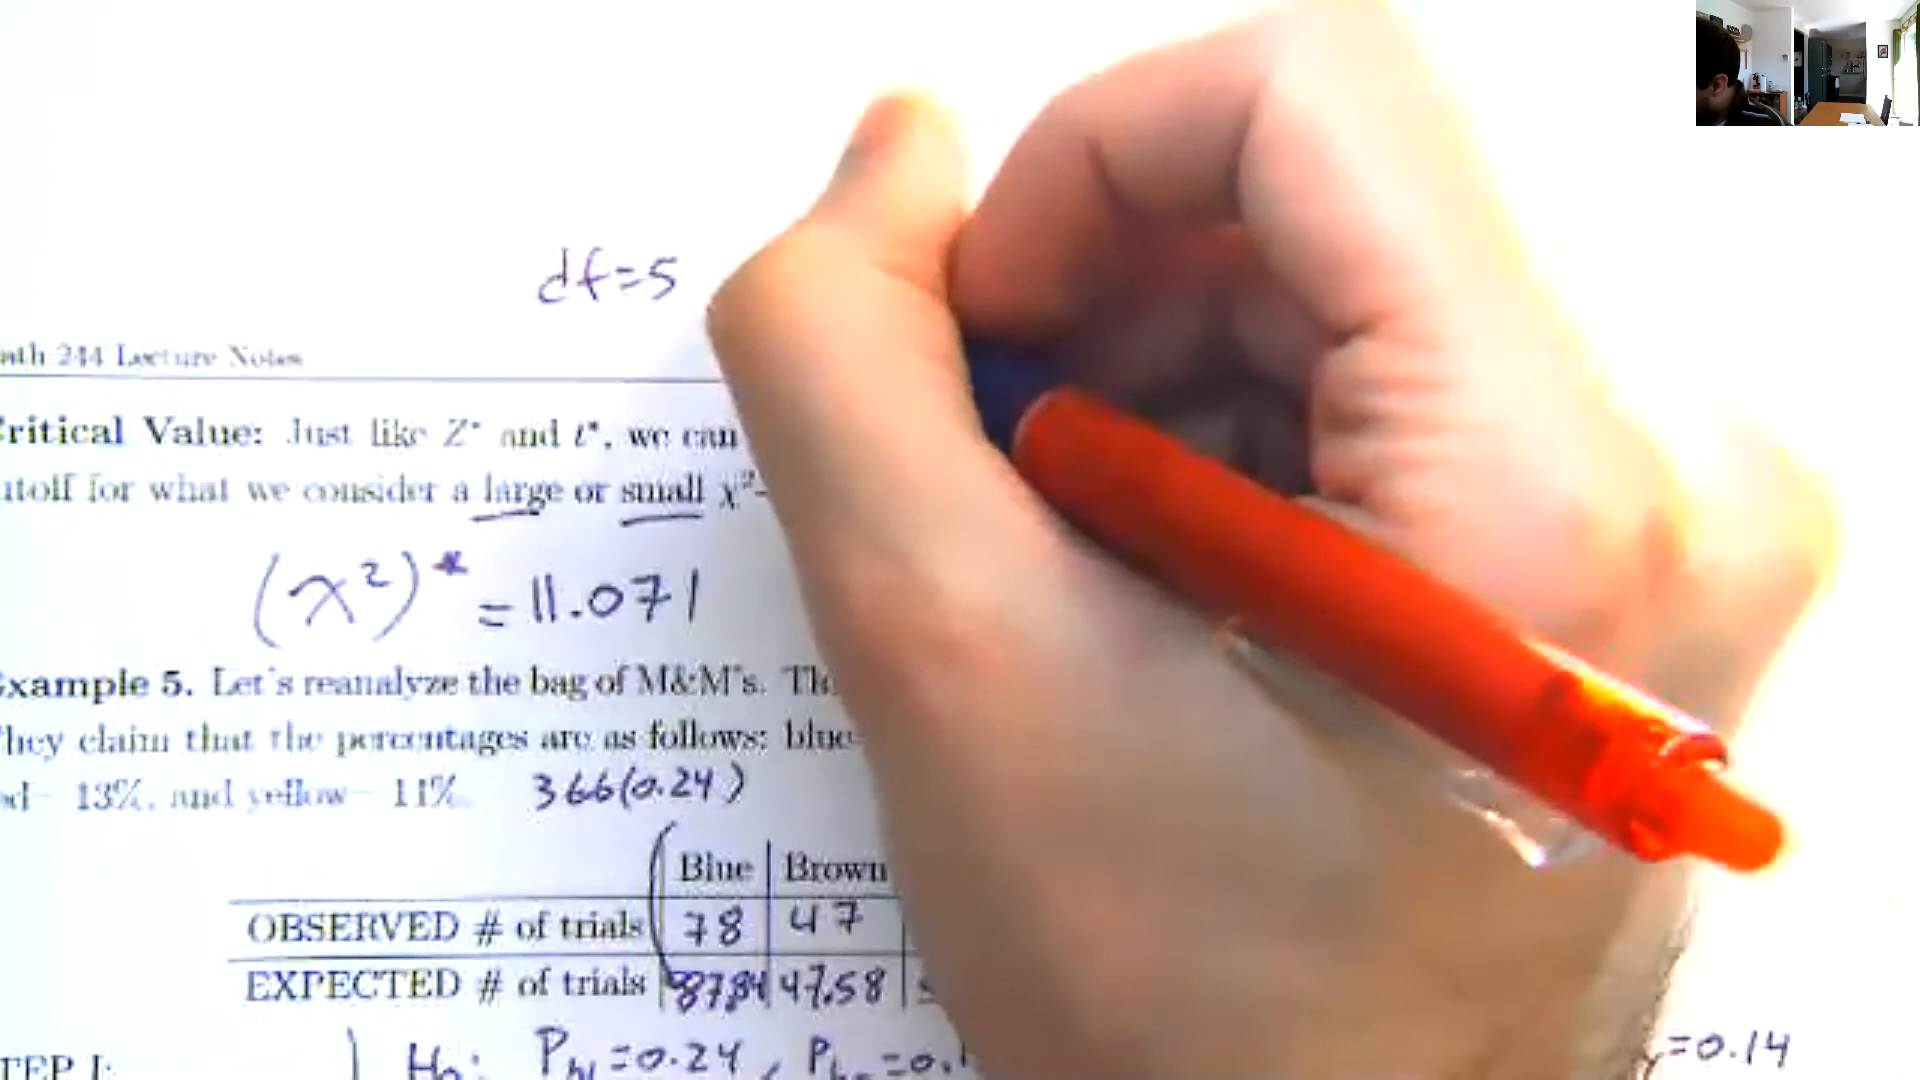 df=5
ath 244 Lecture Notes
ritical Value: Just like Z* and t*, we can
utoff for what we consider a large or small χ²-
(χ²)* = 11.071
xample 5. Let's reanalyze the bag of M&M's. Th
hey claim that the percentages are as follows: blue
ed– 13%, and yellow– 11%. 366(0.24)
Blue Brown
OBSERVED # of trials 78 47
EXPECTED # of trials 87.84 47.58
TEP I: H₀: P_bl=0.24, P_br=0.1 =0.14